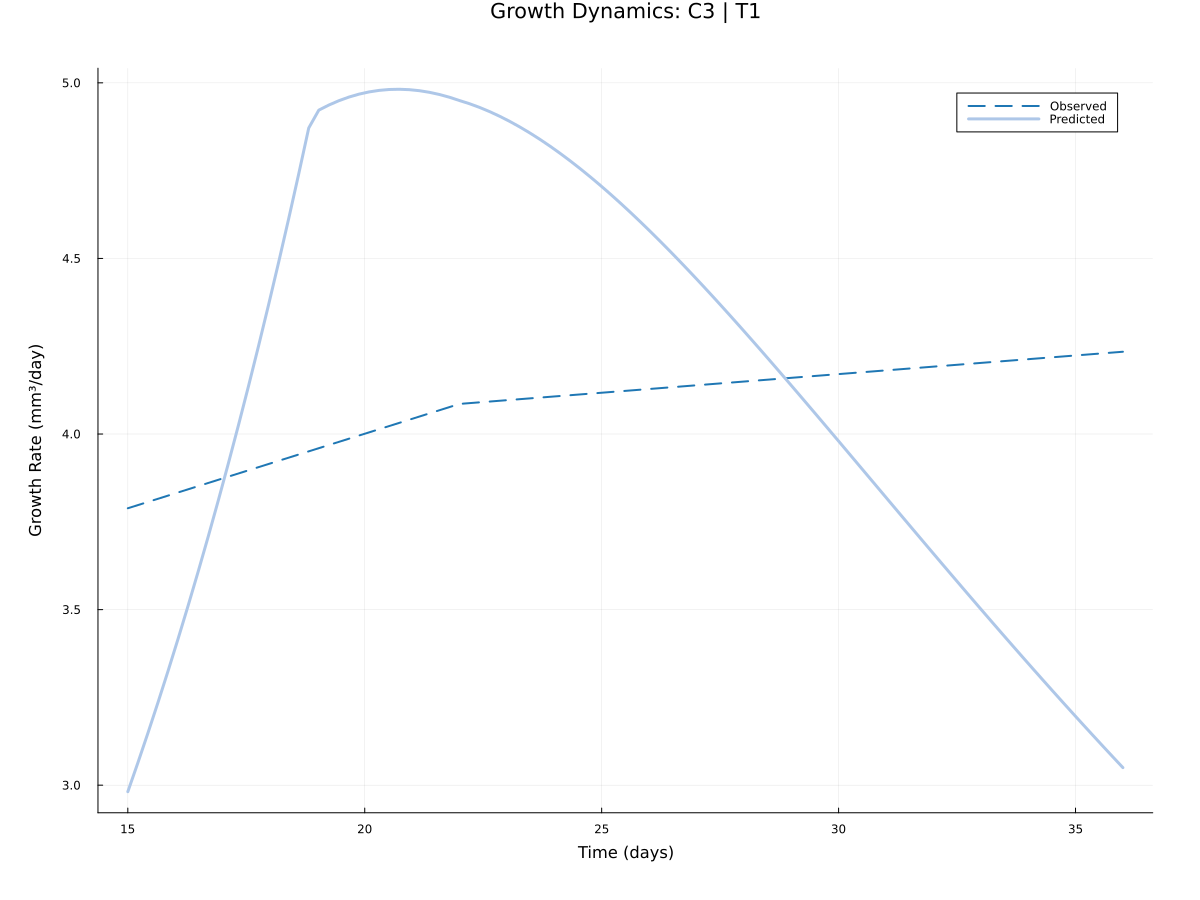 Growth Dynamics: C3 | T1
Growth Rate (mm³/day)
5.0
4.5
4.0
3.5
3.0
Observed
Predicted
15 20 25 30 35
Time (days)